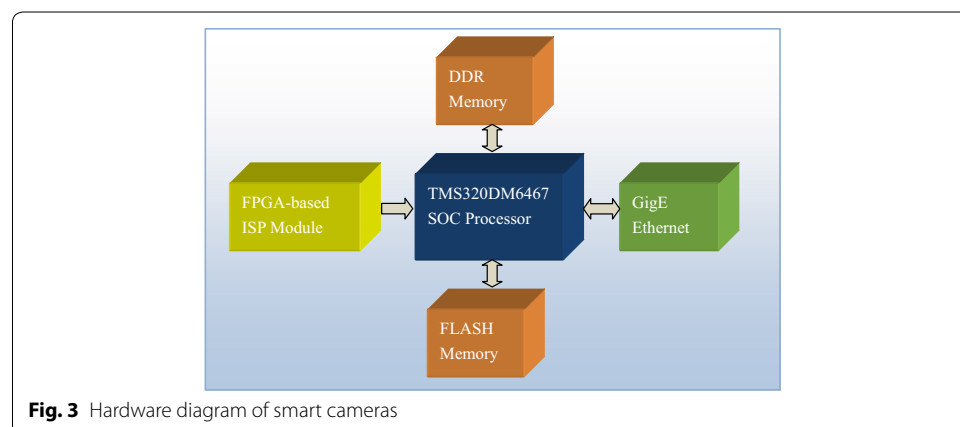 DDR
Memory
FPGA-based
ISP Module
TMS320DM6467
SOC Processor
GigE
Ethernet
FLASH
Memory
Fig. 3 Hardware diagram of smart cameras